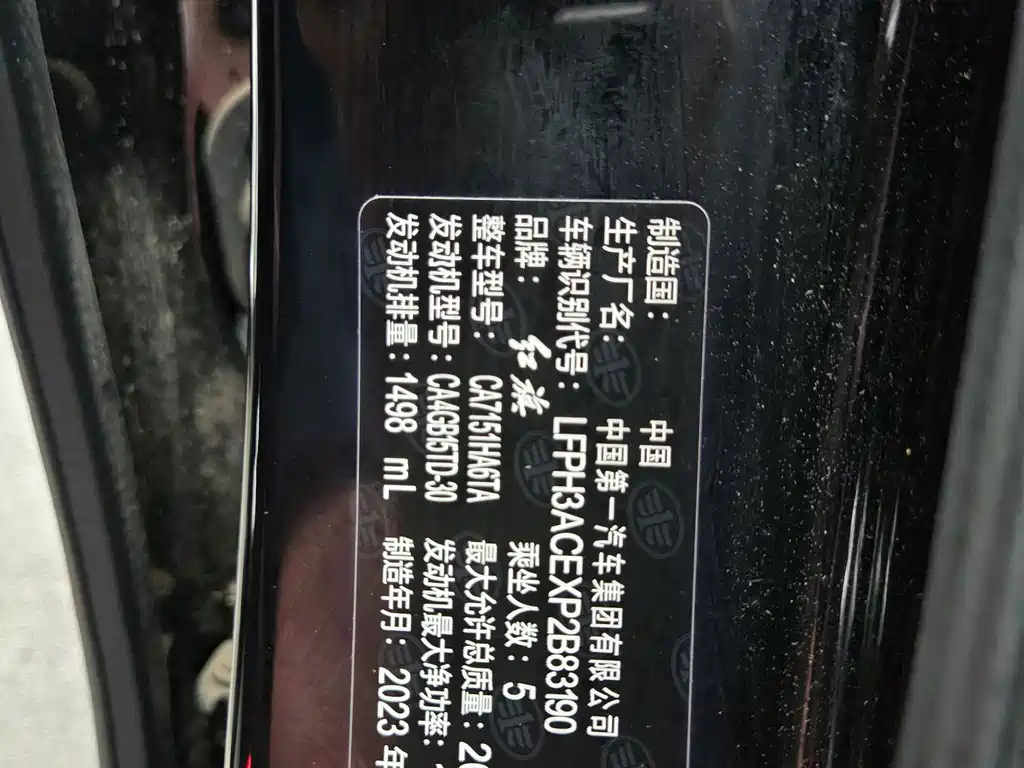 制造国： 中国
生产厂名： 中国第一汽车集团有限公司
车辆识别代号： LFPH3ACEXP2B83190
品牌： 红旗 乘坐人数：5
整车型号： CA7151HA6TA 最大允许总质量：20
发动机型号：CA4GB15TD-30 发动机最大净功率：
发动机排量：1498 mL 制造年月：2023 年